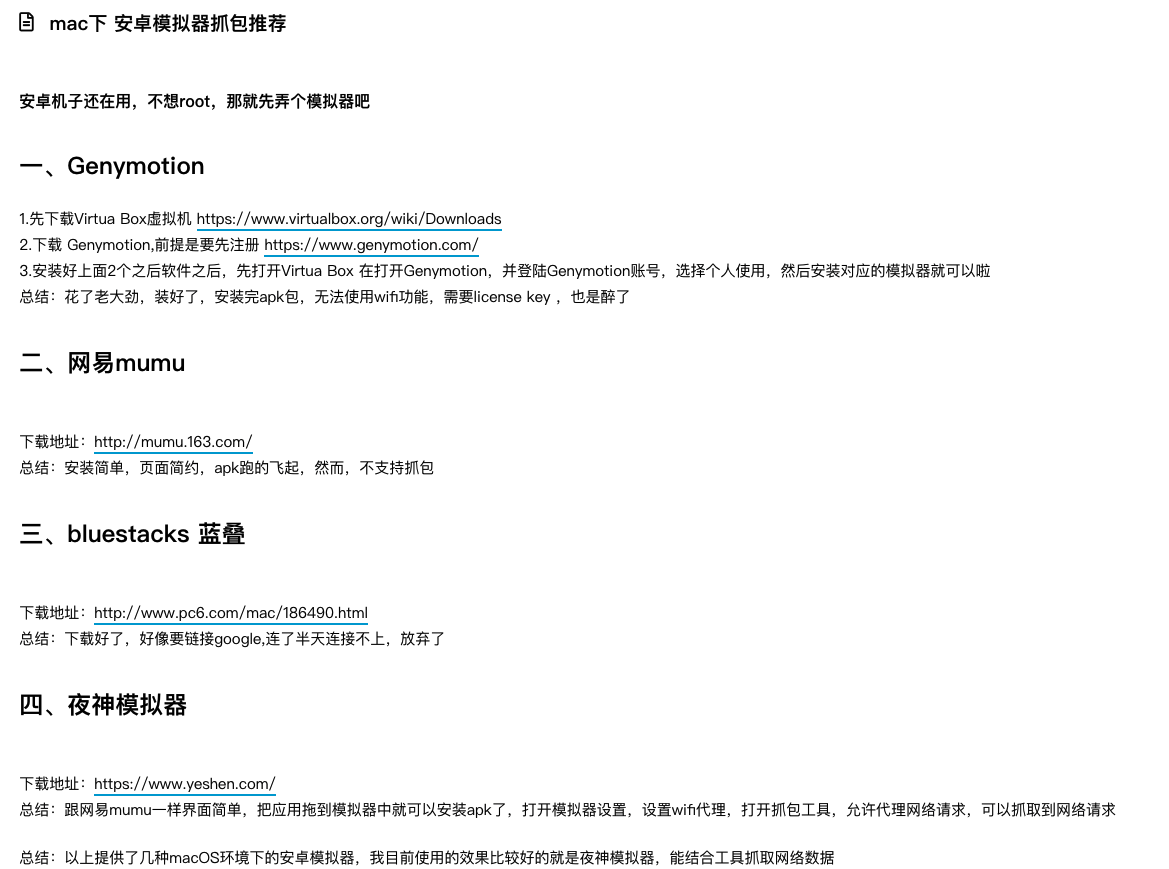 mac下 安卓模拟器抓包推荐
安卓机子还在用，不想root，那就先弄个模拟器吧
一、Genymotion
1.先下载Virtua Box虚拟机 https://www.virtualbox.org/wiki/Downloads
2.下载 Genymotion,前提是要先注册 https://www.genymotion.com/
3.安装好上面2个之后软件之后，先打开Virtua Box 在打开Genymotion，并登陆Genymotion账号，选择个人使用，然后安装对应的模拟器就可以啦
总结：花了老大劲，装好了，安装完apk包，无法使用wifi功能，需要license key ，也是醉了
二、网易mumu
下载地址：http://mumu.163.com/
总结：安装简单，页面简约，apk跑的飞起，然而，不支持抓包
三、bluestacks 蓝叠
下载地址：http://www.pc6.com/mac/186490.html
总结：下载好了，好像要链接google,连了半天连接不上，放弃了
四、夜神模拟器
下载地址：https://www.yeshen.com/
总结：跟网易mumu一样界面简单，把应用拖到模拟器中就可以安装apk了，打开模拟器设置，设置wifi代理，打开抓包工具，允许代理网络请求，可以抓取到网络请求
总结：以上提供了几种macOS环境下的安卓模拟器，我目前使用的效果比较好的就是夜神模拟器，能结合工具抓取网络数据